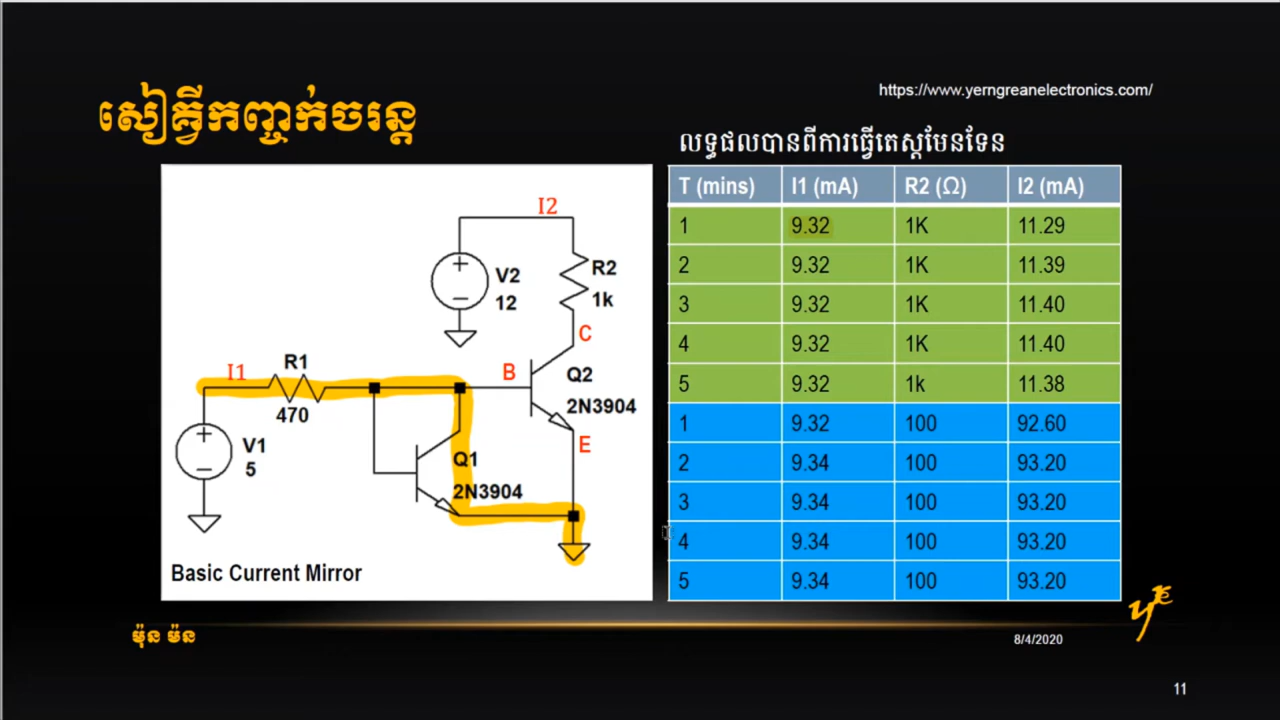 https://www.yerngreanelectronics.com/
សៀគ្វីកញ្ចក់ចរន្ត
លទ្ធផលបានពីការធ្វើតេស្តមែនទែន
I2
V2
12
R2
1k
C
I1
R1
470
B
Q2
2N3904
E
V1
5
Q1
2N3904
Basic Current Mirror
T (mins) I1 (mA) R2 (Ω) I2 (mA)
1 9.32 1K 11.29
2 9.32 1K 11.39
3 9.32 1K 11.40
4 9.32 1K 11.40
5 9.32 1k 11.38
1 9.32 100 92.60
2 9.34 100 93.20
3 9.34 100 93.20
4 9.34 100 93.20
5 9.34 100 93.20
ម៉ុន ម៉ន
8/4/2020
11